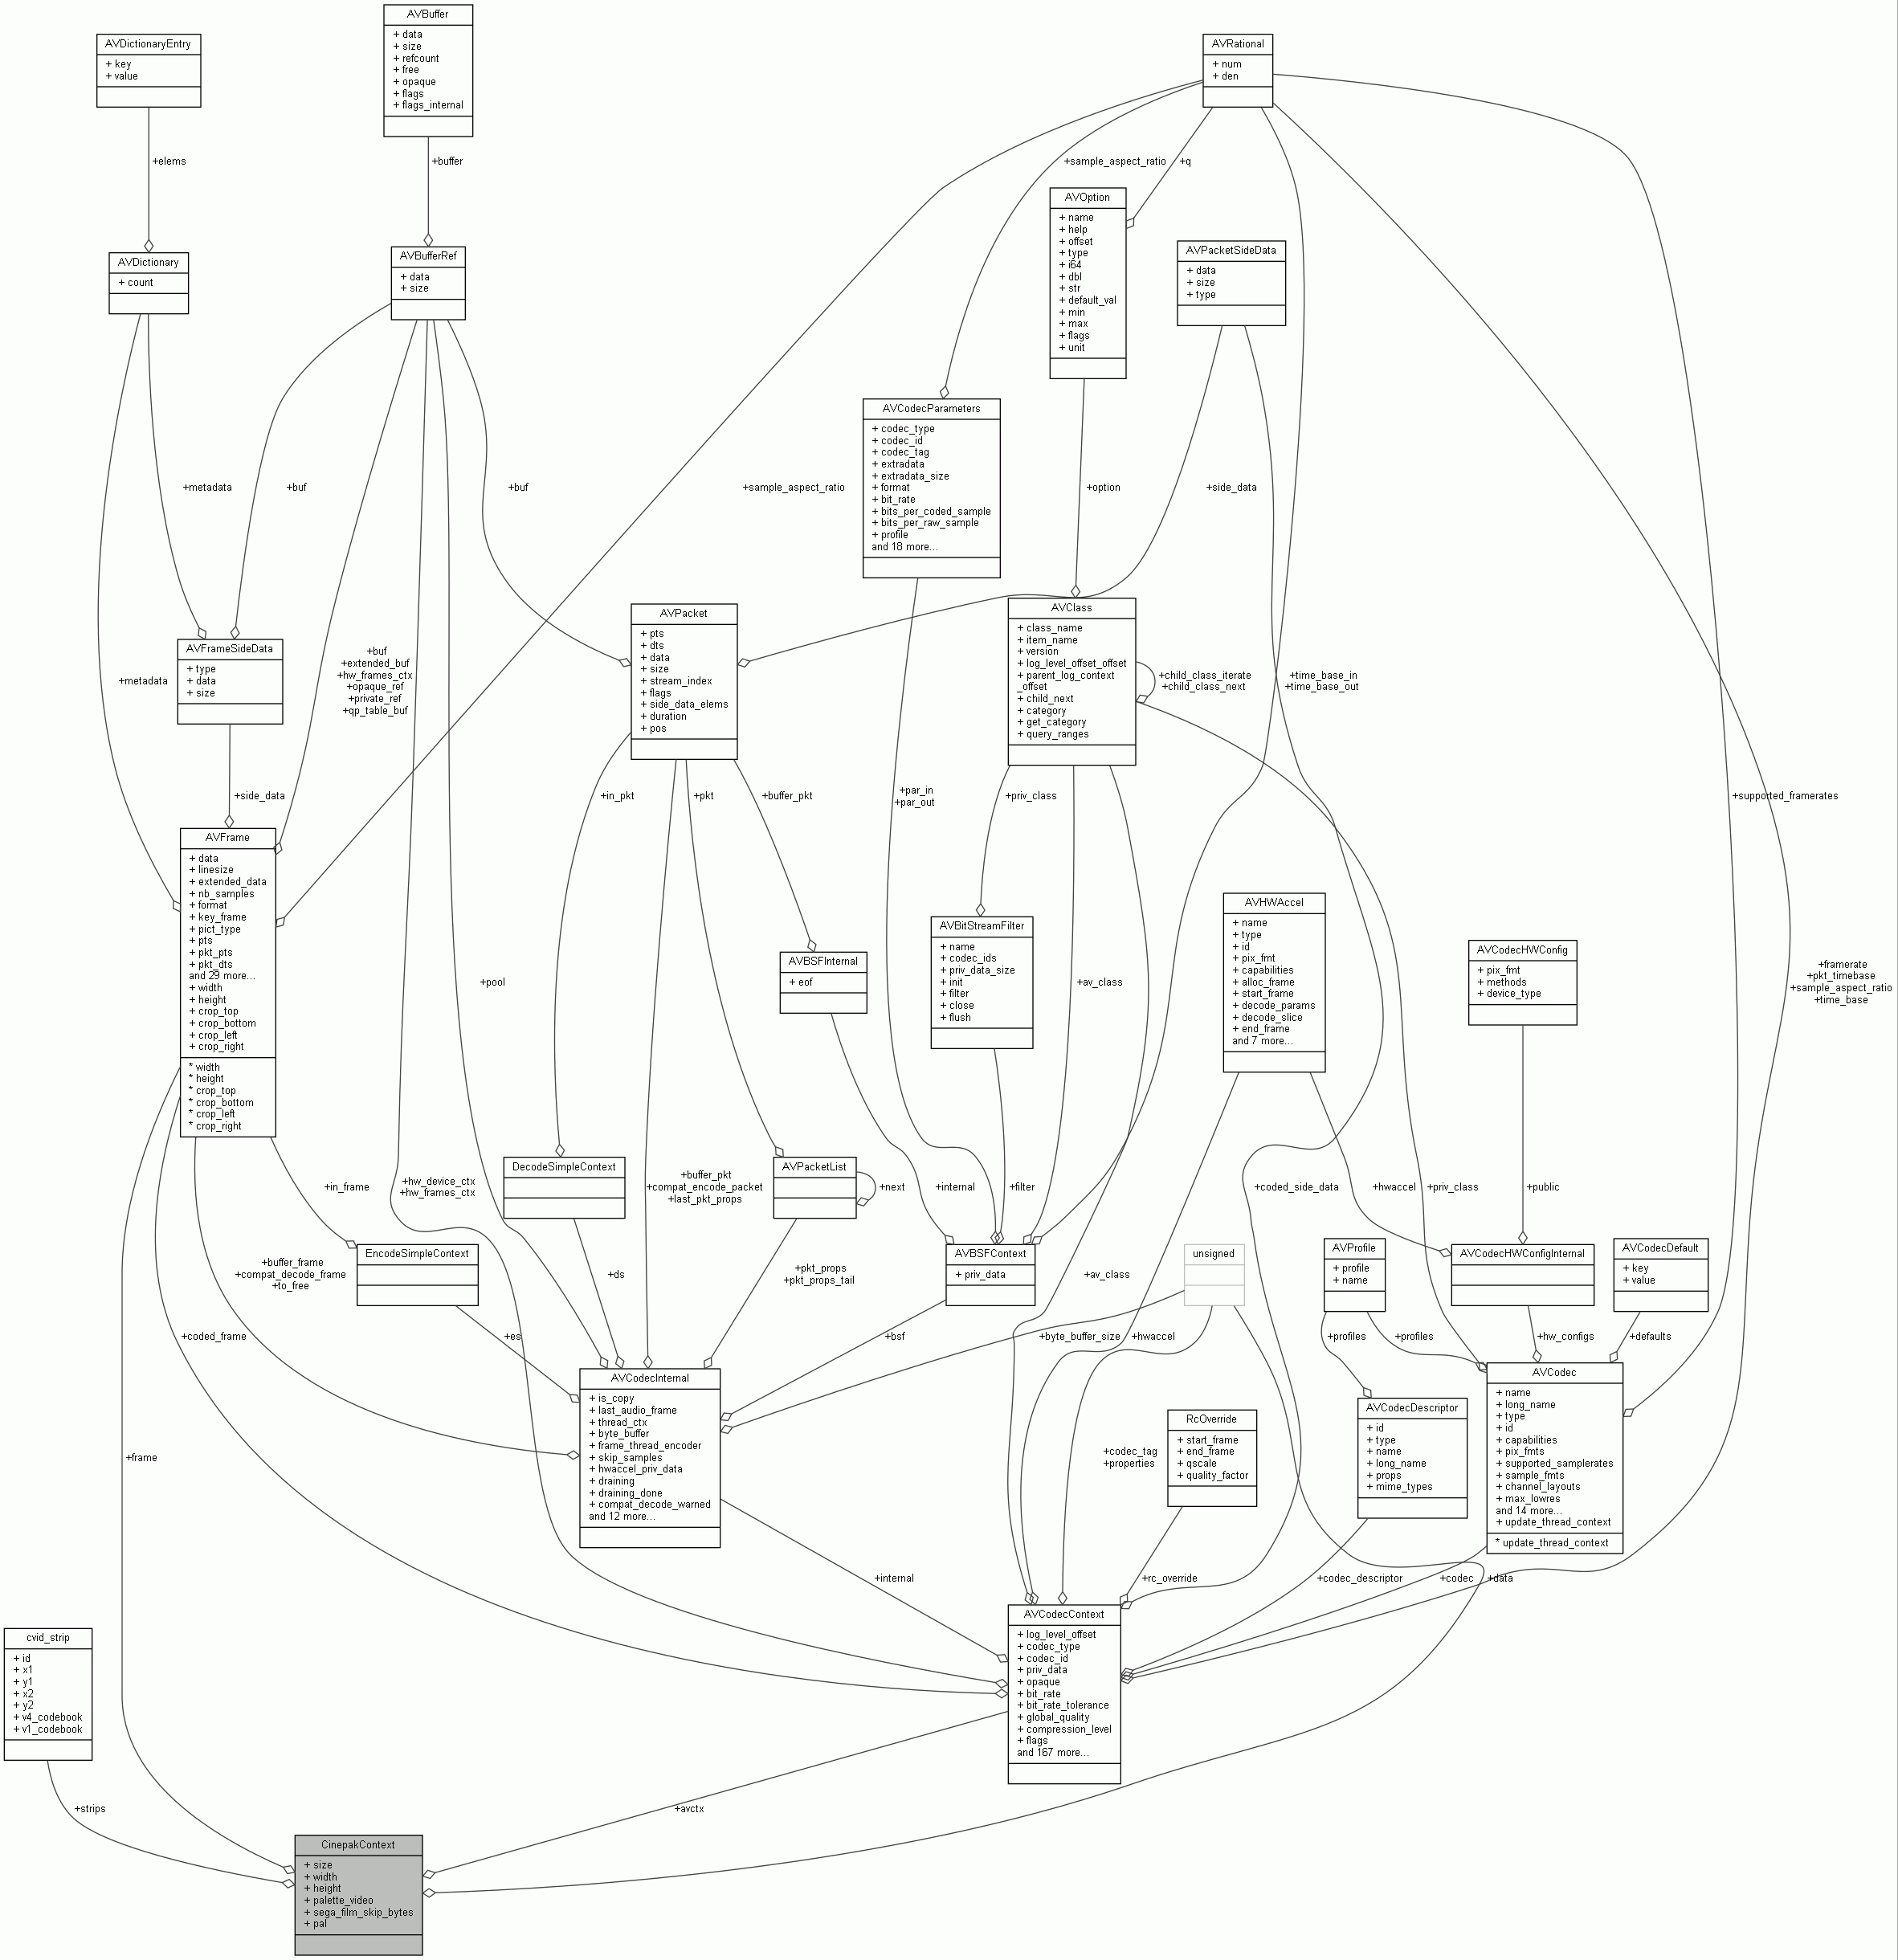 AVBuffer
+ data
+ size
+ refcount
+ free
+ opaque
+ flags
+ flags_internal
AVDictionaryEntry
+ key
+ value
AVRational
+ num
+ den
+elems
+buffer
+sample_aspect_ratio
+q
AVOption
+ name
+ help
+ offset
+ type
+ i64
+ dbl
+ str
+ default_val
+ min
+ max
+ flags
+ unit
AVDictionary
+ count
AVBufferRef
+ data
+ size
AVPacketSideData
+ data
+ size
+ type
AVCodecParameters
+ codec_type
+ codec_id
+ codec_tag
+ extradata
+ extradata_size
+ format
+ bit_rate
+ bits_per_coded_sample
+ bits_per_raw_sample
+ profile
and 18 more...
+metadata
+buf
+buf
+sample_aspect_ratio
+option
+side_data
AVPacket
+ pts
+ dts
+ data
+ size
+ stream_index
+ flags
+ side_data_elems
+ duration
+ pos
AVClass
+ class_name
+ item_name
+ version
+ log_level_offset_offset
+ parent_log_context
_offset
+ child_next
+ category
+ get_category
+ query_ranges
+child_class_iterate
+child_class_next
+time_base_in
+time_base_out
AVFrameSideData
+ type
+ data
+ size
+metadata
+buf
+extended_buf
+hw_frames_ctx
+opaque_ref
+private_ref
+qp_table_buf
+side_data
+in_pkt
+pkt
+buffer_pkt
+par_in
+par_out
+priv_class
+supported_framerates
AVFrame
+ data
+ linesize
+ extended_data
+ nb_samples
+ format
+ key_frame
+ pict_type
+ pts
+ pkt_pts
+ pkt_dts
and 29 more...
+ width
+ height
+ crop_top
+ crop_bottom
+ crop_left
+ crop_right
* width
* height
* crop_top
* crop_bottom
* crop_left
* crop_right
+pool
AVBSFInternal
+ eof
AVBitStreamFilter
+ name
+ codec_ids
+ priv_data_size
+ init
+ filter
+ close
+ flush
+av_class
AVHWAccel
+ name
+ type
+ id
+ pix_fmt
+ capabilities
+ alloc_frame
+ start_frame
+ decode_params
+ decode_slice
+ end_frame
and 7 more...
AVCodecHWConfig
+ pix_fmt
+ methods
+ device_type
+framerate
+pkt_timebase
+sample_aspect_ratio
+time_base
+in_frame
+hw_device_ctx
+hw_frames_ctx
DecodeSimpleContext
+buffer_pkt
+compat_encode_packet
+last_pkt_props
AVPacketList
+next
+internal
+filter
+coded_side_data
+hwaccel
+priv_class
+public
+buffer_frame
+compat_decode_frame
+to_free
EncodeSimpleContext
+ds
+pkt_props
+pkt_props_tail
AVBSFContext
+ priv_data
+av_class
unsigned
AVProfile
+ profile
+ name
AVCodecHWConfigInternal
AVCodecDefault
+ key
+ value
+coded_frame
+es
+bsf
+byte_buffer_size
+hwaccel
+profiles
+profiles
+hw_configs
+defaults
+frame
AVCodecInternal
+ is_copy
+ last_audio_frame
+ thread_ctx
+ byte_buffer
+ frame_thread_encoder
+ skip_samples
+ hwaccel_priv_data
+ draining
+ draining_done
+ compat_decode_warned
and 12 more...
+codec_tag
+properties
RcOverride
+ start_frame
+ end_frame
+ qscale
+ quality_factor
AVCodecDescriptor
+ id
+ type
+ name
+ long_name
+ props
+ mime_types
AVCodec
+ name
+ long_name
+ type
+ id
+ capabilities
+ pix_fmts
+ supported_samplerates
+ sample_fmts
+ channel_layouts
+ max_lowres
and 14 more...
+ update_thread_context
* update_thread_context
+internal
+rc_override
+codec_descriptor
+codec
+data
cvid_strip
+ id
+ x1
+ y1
+ x2
+ y2
+ v4_codebook
+ v1_codebook
AVCodecContext
+ log_level_offset
+ codec_type
+ codec_id
+ priv_data
+ opaque
+ bit_rate
+ bit_rate_tolerance
+ global_quality
+ compression_level
+ flags
and 167 more...
+strips
+avctx
CinepakContext
+ size
+ width
+ height
+ palette_video
+ sega_film_skip_bytes
+ pal